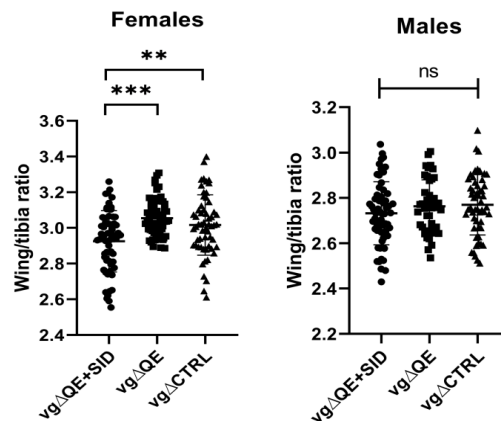 Females
**
***
Wing/tibia ratio
3.6
3.4
3.2
3.0
2.8
2.6
2.4
vg∆QE+SID
vg∆QE
vg∆CTRL
Males
ns
Wing/tibia ratio
3.2
3.0
2.8
2.6
2.4
2.2
vg∆QE+SID
vg∆QE
vg∆CTRL